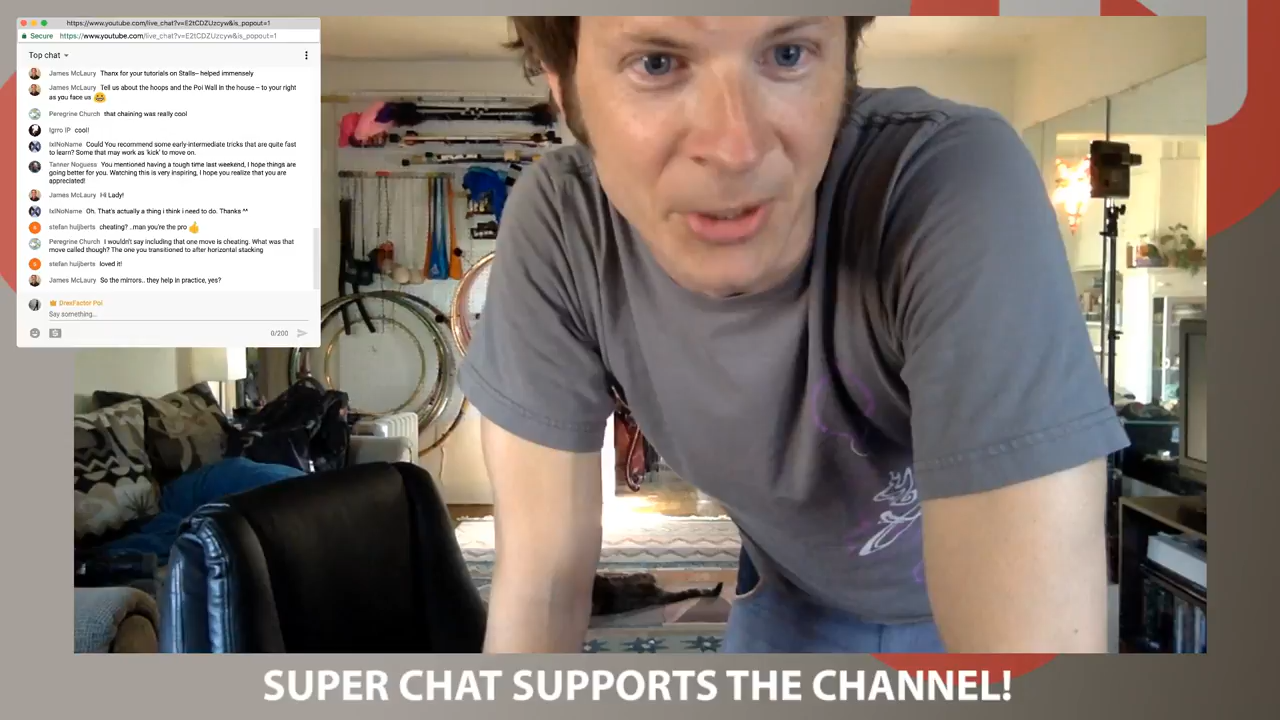 https://www.youtube.com/live_chat?v=E2tCDZUzcyw&is_popout=1
Secure https://www.youtube.com/live_chat?v=E2tCDZUzcyw&is_popout=1
Top chat
James McLaury Thanx for your tutorials on Stalls-- helped immensely
James McLaury Tell us about the hoops and the Poi Wall in the house -- to your right
as you face us
Peregrine Church that chaining was really cool
Igrro IP cool!
IxINoName Could You recommend some early-intermediate tricks that are quite fast
to learn? Some that may work as 'kick' to move on.
Tanner Noguess You mentioned having a tough time last weekend, I hope things are
going better for you. Watching this is very inspiring, I hope you realize that you are
appreciated!
James McLaury Hi Lady!
IxINoName Oh. That's actually a thing i think i need to do. Thanks ^^
stefan huijberts cheating? ..man you're the pro
Peregrine Church I wouldn't say including that one move is cheating. What was that
move called though? The one you transitioned to after horizontal stacking
stefan huijberts loved it!
James McLaury So the mirrors.. they help in practice, yes?
DrexFactor Poi
Say something...
0/200
SUPER CHAT SUPPORTS THE CHANNEL!